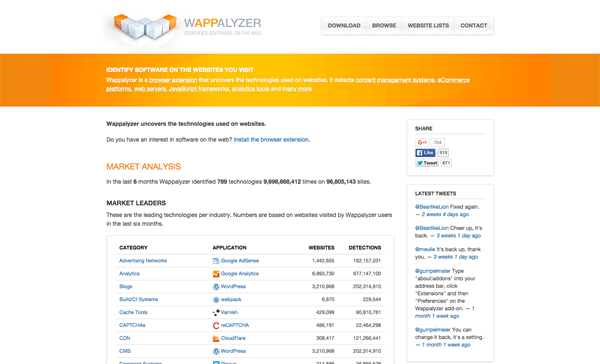 WAPPALYZER
IDENTIFY SOFTWARE ON THE WEB
DOWNLOAD BROWSE WEBSITE LISTS CONTACT
IDENTIFY SOFTWARE ON THE WEBSITES YOU VISIT
Wappalyzer is a browser extension that uncovers the technologies used on websites. It detects content management systems, eCommerce
platforms, web servers, JavaScript frameworks, analytics tools and many more.
Wappalyzer uncovers the technologies used on websites.
Do you have an interest in software on the web? Install the browser extension.
MARKET ANALYSIS
In the last 6 months Wappalyzer identified 789 technologies 9,698,668,412 times on 96,805,143 sites.
MARKET LEADERS
These are the leading technologies per industry. Numbers are based on websites visited by Wappalyzer users
in the last six months.
CATEGORY APPLICATION WEBSITES DETECTIONS
Advertising Networks Google AdSense 1,442,655 162,157,031
Analytics Google Analytics 6,893,730 677,147,100
Blogs WordPress 3,210,968 202,314,910
Build/CI Systems webpack 6,870 229,544
Cache Tools Varnish 429,099 90,810,761
CAPTCHAs reCAPTCHA 486,191 22,464,298
CDN CloudFlare 308,417 121,266,441
CMS WordPress 3,210,968 202,314,910
SHARE
+1 764
Like 919
Tweet 971
LATEST TWEETS
@BearlikeLion Fixed again.
— 2 weeks 4 days ago
@BearlikeLion Cheer up, it's
back. — 3 weeks 1 day ago
@meulie It's back up, thank
you. — 3 weeks 1 day ago
@gumpelmaier Type
"about:addons" into your
address bar, click
"Extensions" and then
"Preferences" on the
Wappalyzer add-on. — 1
month 1 week ago
@gumpelmaier You can
change it back, it's a setting.
— 1 month 1 week ago